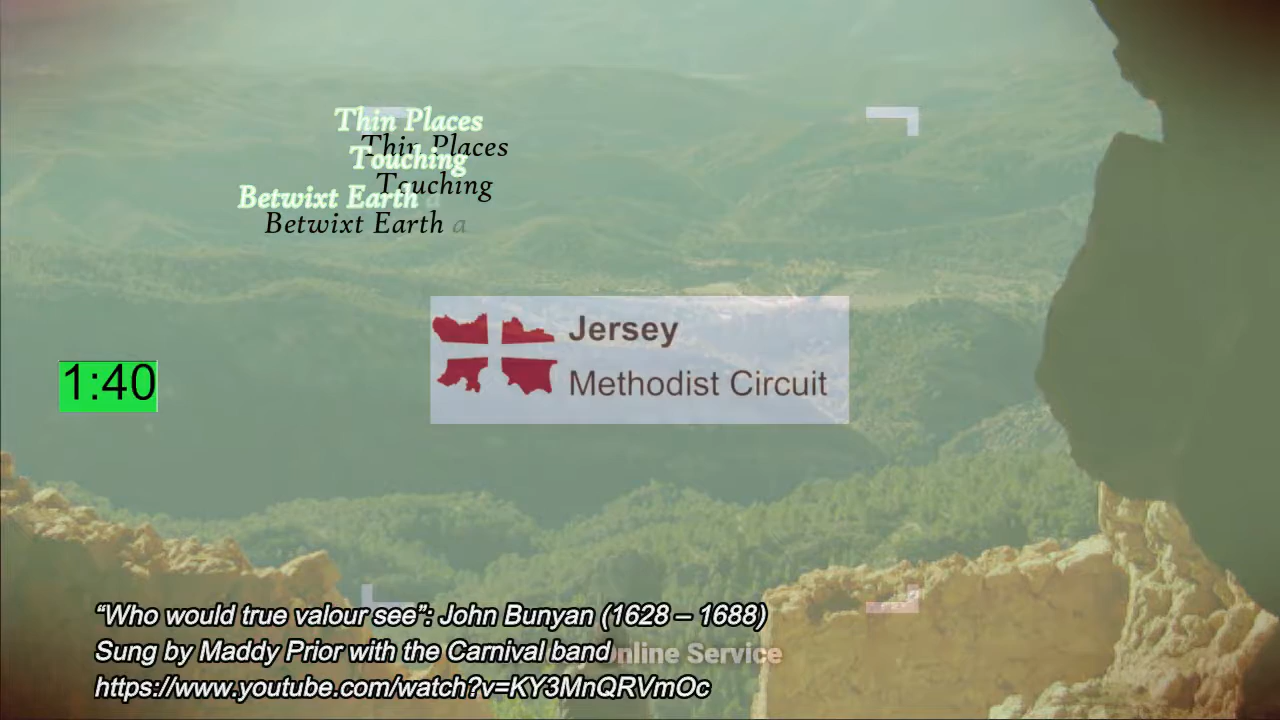 Thin Places
Thin Places
Touching
Touching
Betwixt Earth a
Betwixt Earth a
Jersey
Methodist Circuit
1:40
“Who would true valour see”: John Bunyan (1628 – 1688)
Sung by Maddy Prior with the Carnival band
Online Service
https://www.youtube.com/watch?v=KY3MnQRVmOc